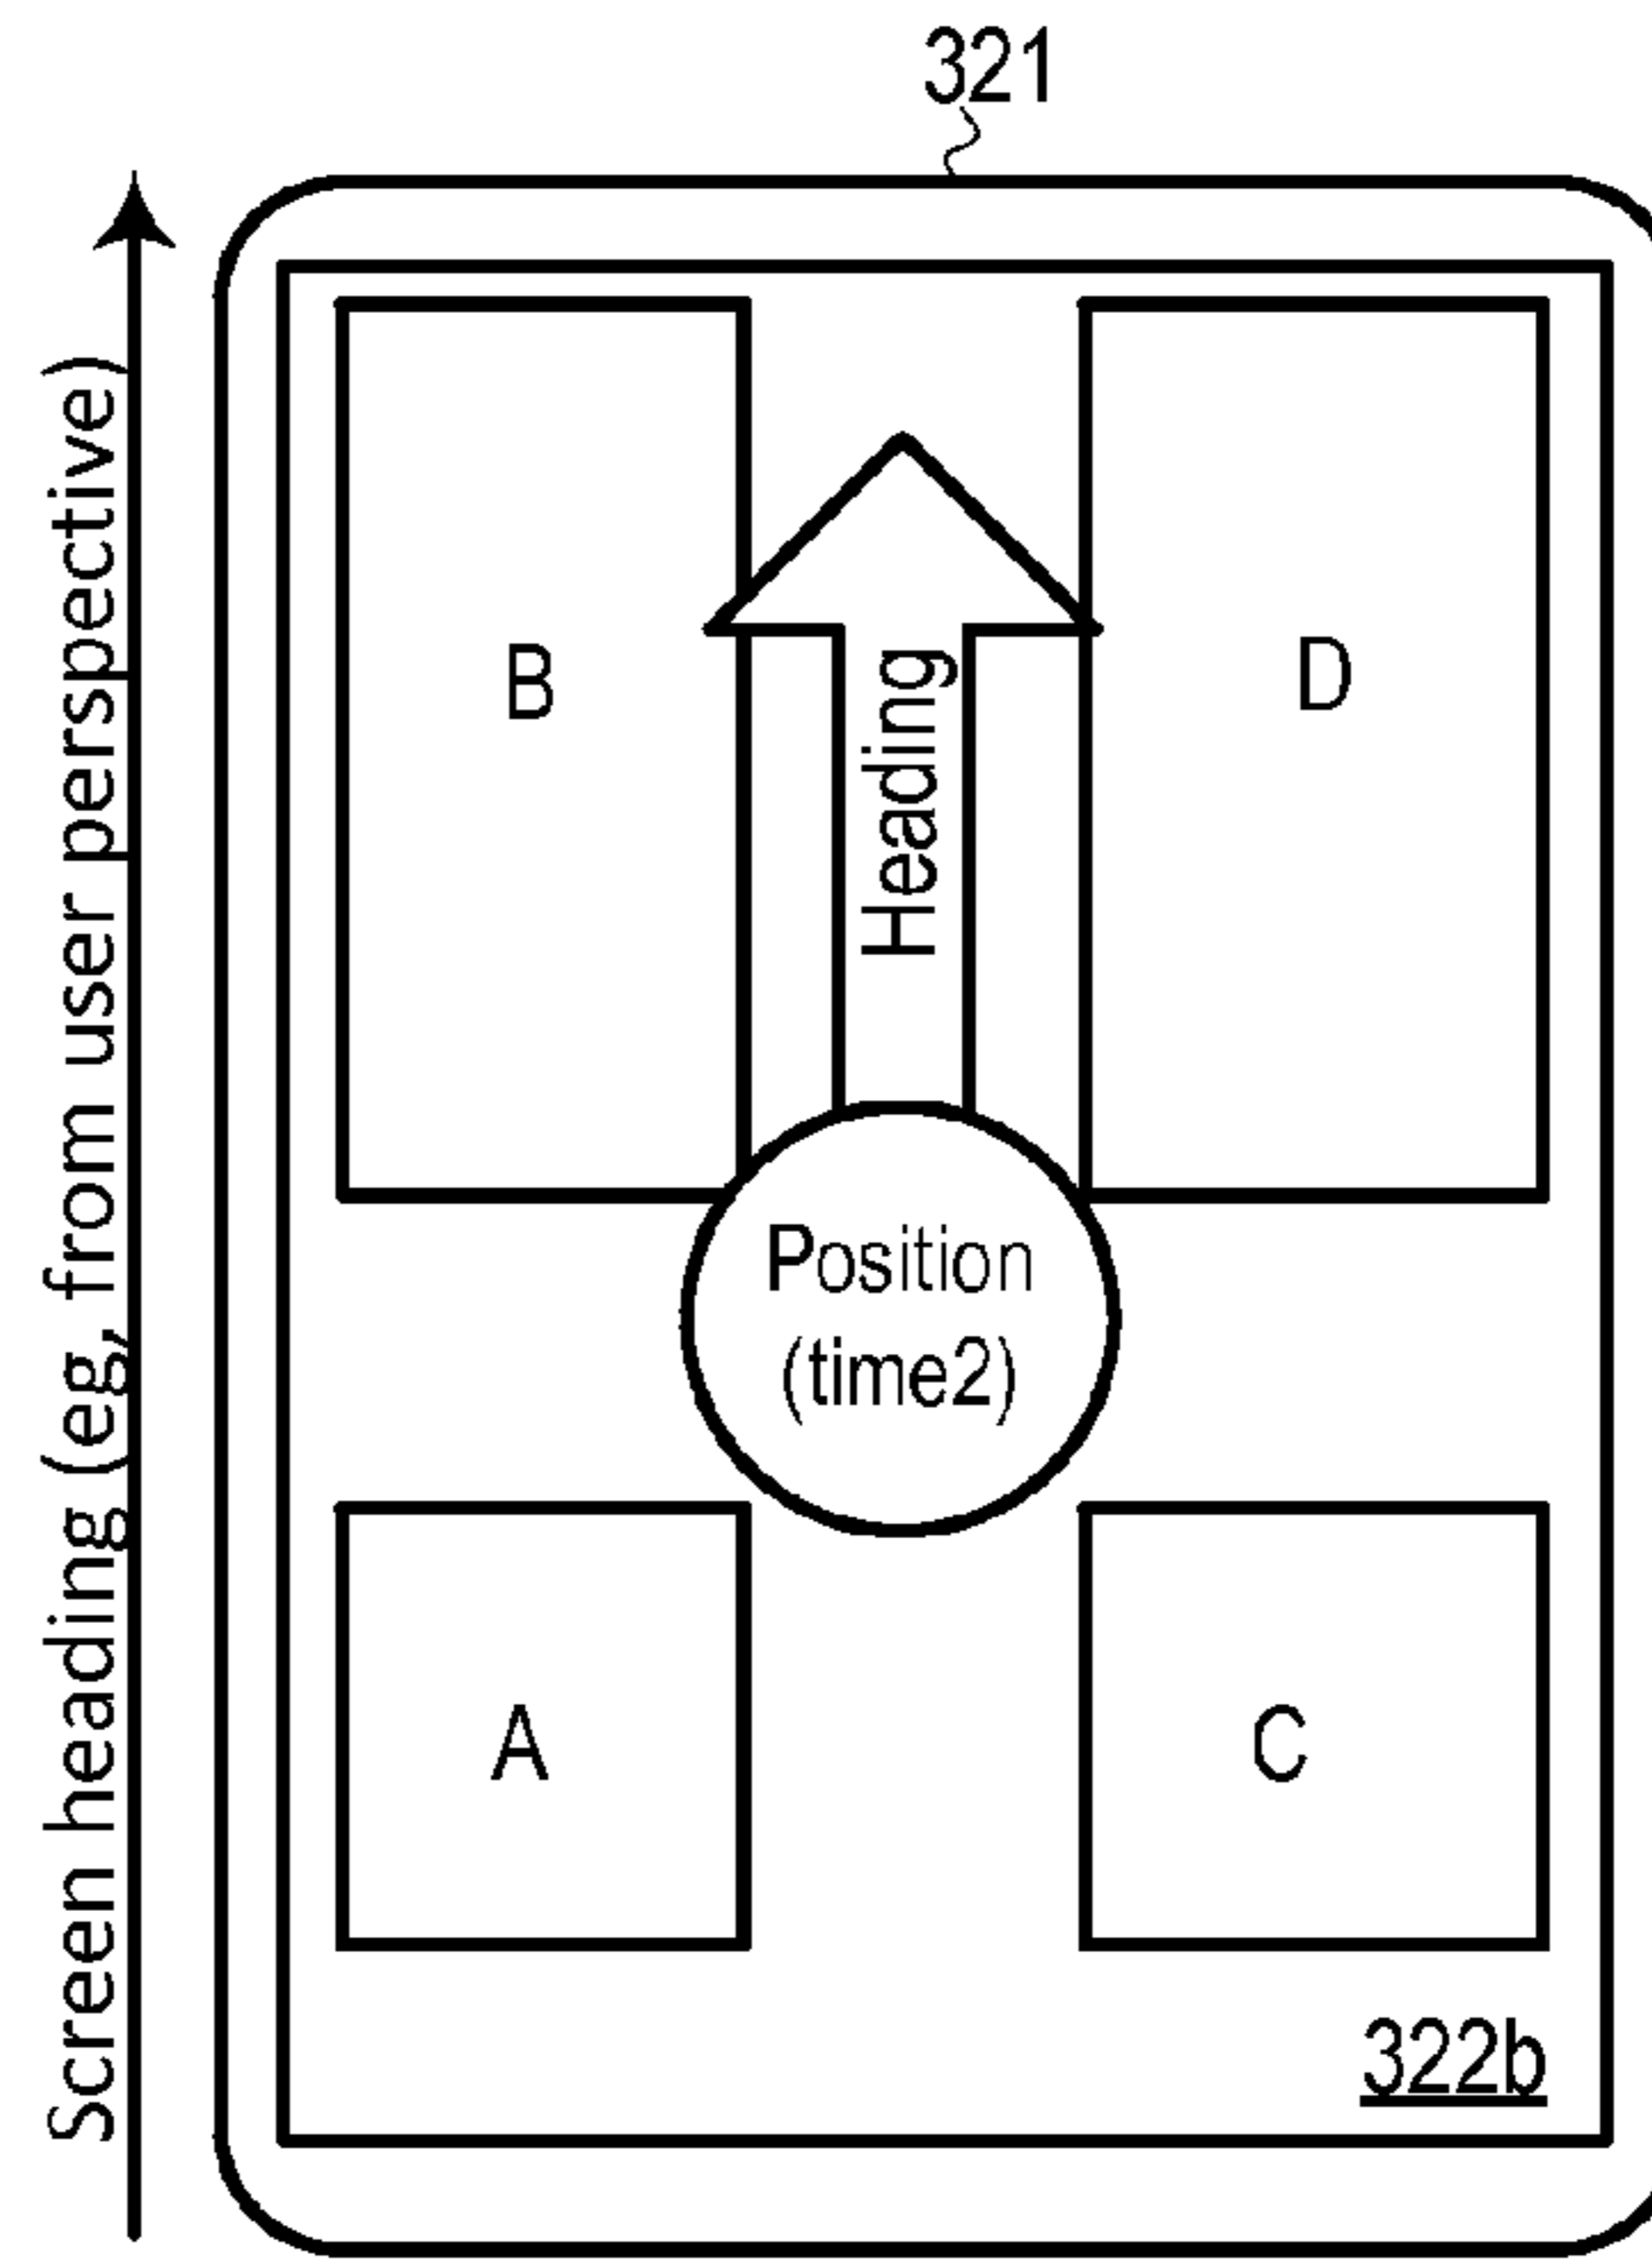 321
Screen heading (eg, from user perspective)
B
D
Heading
Position
(time2)
A
C
322b